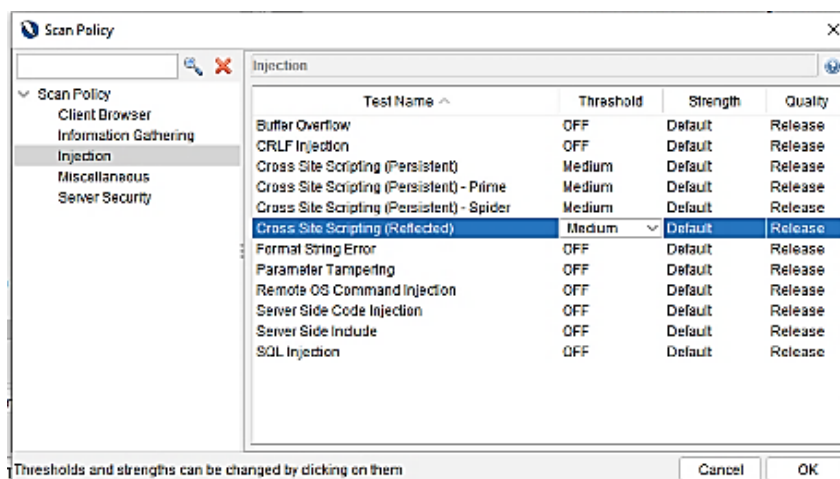 Scan Policy
Injection
Scan Policy
Client Browser
Information Gathering
Injection
Miscellaneous
Server Security
Test Name Threshold Strength Quality
Buffer Overflow OFF Default Release
CRLF Injection OFF Default Release
Cross Site Scripting (Persistent) Medium Default Release
Cross Site Scripting (Persistent) - Prime Medium Default Release
Cross Site Scripting (Persistent) - Spider Medium Default Release
Cross Site Scripting (Reflected) Medium Default Release
Format String Error OFF Default Release
Parameter Tampering OFF Default Release
Remote OS Command Injection OFF Default Release
Server Side Code Injection OFF Default Release
Server Side Include OFF Default Release
SQL Injection OFF Default Release
Thresholds and strengths can be changed by clicking on them
Cancel OK